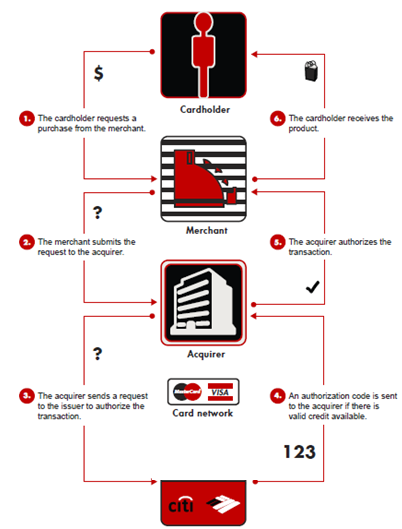 $
Cardholder
1. The cardholder requests a
purchase from the merchant.
6. The cardholder receives the
product.
Merchant
?
2. The merchant submits the
request to the acquirer.
5. The acquirer authorizes the
transaction.
Acquirer
?
3. The acquirer sends a request
to the issuer to authorize the
transaction.
MasterCard VISA
Card network
4. An authorization code is sent
to the acquirer if there is
valid credit available.
123
citi